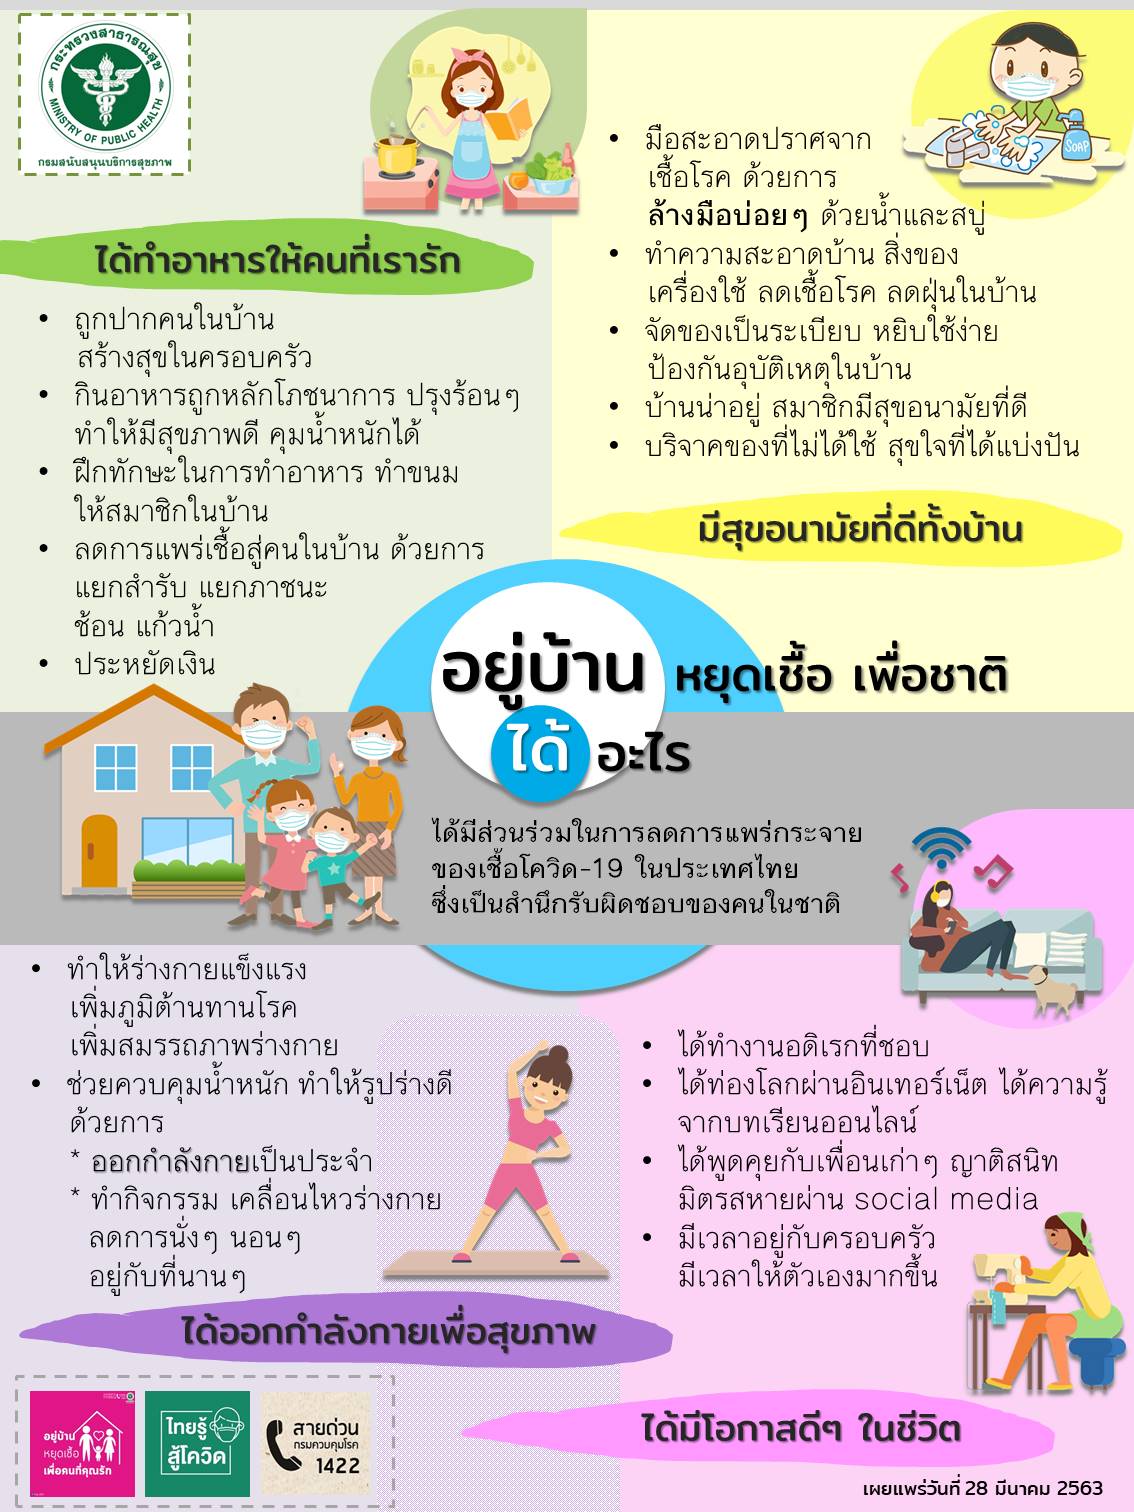 กระทรวงสาธารณสุข
MINISTRY OF PUBLIC HEALTH
กรมสนับสนุนบริการสุขภาพ
ได้ทำอาหารให้คนที่เรารัก
• ถูกปากคนในบ้าน
สร้างสุขในครอบครัว
• กินอาหารถูกหลักโภชนาการ ปรุงร้อนๆ
ทำให้มีสุขภาพดี คุมน้ำหนักได้
• ฝึกทักษะในการทำอาหาร ทำขนม
ให้สมาชิกในบ้าน
• ลดการแพร่เชื้อสู่คนในบ้าน ด้วยการ
แยกสำรับ แยกภาชนะ
ช้อน แก้วน้ำ
• ประหยัดเงิน
SOAP
• มือสะอาดปราศจาก
เชื้อโรค ด้วยการ
ล้างมือบ่อยๆ ด้วยน้ำและสบู่
• ทำความสะอาดบ้าน สิ่งของ
เครื่องใช้ ลดเชื้อโรค ลดฝุ่นในบ้าน
• จัดของเป็นระเบียบ หยิบใช้ง่าย
ป้องกันอุบัติเหตุในบ้าน
• บ้านน่าอยู่ สมาชิกมีสุขอนามัยที่ดี
• บริจาคของที่ไม่ได้ใช้ สุขใจที่ได้แบ่งปัน
มีสุขอนามัยที่ดีทั้งบ้าน
อยู่บ้าน หยุดเชื้อ เพื่อชาติ
ได้ อะไร
ได้มีส่วนร่วมในการลดการแพร่กระจาย
ของเชื้อโควิด-19 ในประเทศไทย
ซึ่งเป็นสำนึกรับผิดชอบของคนในชาติ
• ทำให้ร่างกายแข็งแรง
เพิ่มภูมิต้านทานโรค
เพิ่มสมรรถภาพร่างกาย
• ช่วยควบคุมน้ำหนัก ทำให้รูปร่างดี
ด้วยการ
* ออกกำลังกายเป็นประจำ
* ทำกิจกรรม เคลื่อนไหวร่างกาย
ลดการนั่งๆ นอนๆ
อยู่กับที่นานๆ
ได้ออกกำลังกายเพื่อสุขภาพ
• ได้ทำงานอดิเรกที่ชอบ
• ได้ท่องโลกผ่านอินเทอร์เน็ต ได้ความรู้
จากบทเรียนออนไลน์
• ได้พูดคุยกับเพื่อนเก่าๆ ญาติสนิท
มิตรสหายผ่าน social media
• มีเวลาอยู่กับครอบครัว
มีเวลาให้ตัวเองมากขึ้น
ได้มีโอกาสดีๆ ในชีวิต
อยู่บ้าน
หยุดเชื้อ
เพื่อคนที่คุณรัก
ไทยรู้
สู้โควิด
สายด่วน
กรมควบคุมโรค
1422
เผยแพร่วันที่ 28 มีนาคม 2563